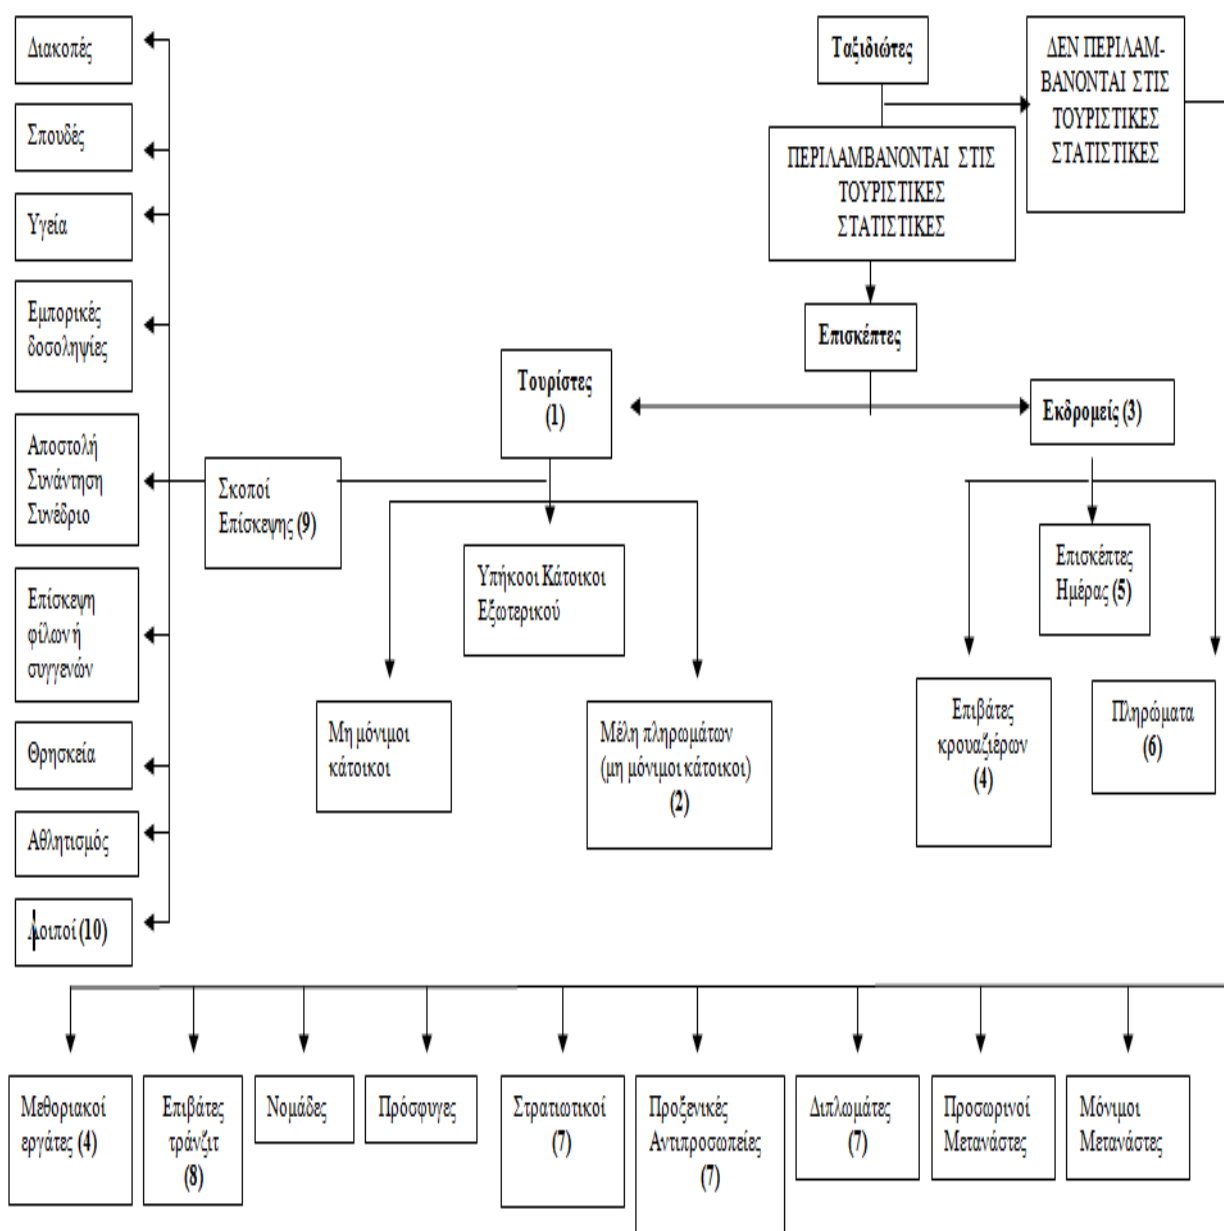 Ταξιδιώτες
ΔΕΝ ΠΕΡΙΛΑΜ-
ΒΑΝΟΝΤΑΙ ΣΤΙΣ
ΤΟΥΡΙΣΤΙΚΕΣ
ΣΤΑΤΙΣΤΙΚΕΣ
ΠΕΡΙΛΑΜΒΑΝΟΝΤΑΙ ΣΤΙΣ
ΤΟΥΡΙΣΤΙΚΕΣ
ΣΤΑΤΙΣΤΙΚΕΣ
Επισκέπτες
Τουρίστες
(1)
Εκδρομείς (3)
Σκοποί
Επίσκεψης (9)
Διακοπές
Σπουδές
Υγεία
Εμπορικές
δοσοληψίες
Αποστολή
Συνάντηση
Συνέδριο
Επίσκεψη
φίλων ή
συγγενών
Θρησκεία
Αθλητισμός
Λοιποί (10)
Υπήκοοι Κάτοικοι
Εξωτερικού
Μη μόνιμοι
κάτοικοι
Μέλη πληρωμάτων
(μη μόνιμοι κάτοικοι)
(2)
Επισκέπτες
Ημέρας (5)
Επιβάτες
κρουαζιέρων
(4)
Πληρώματα
(6)
Μεθοριακοί
εργάτες (4)
Επιβάτες
τράνζιτ
(8)
Νομάδες
Πρόσφυγες
Στρατιωτικοί
(7)
Προξενικές
Αντιπροσωπείες
(7)
Διπλωμάτες
(7)
Προσωρινοί
Μετανάστες
Μόνιμοι
Μετανάστες